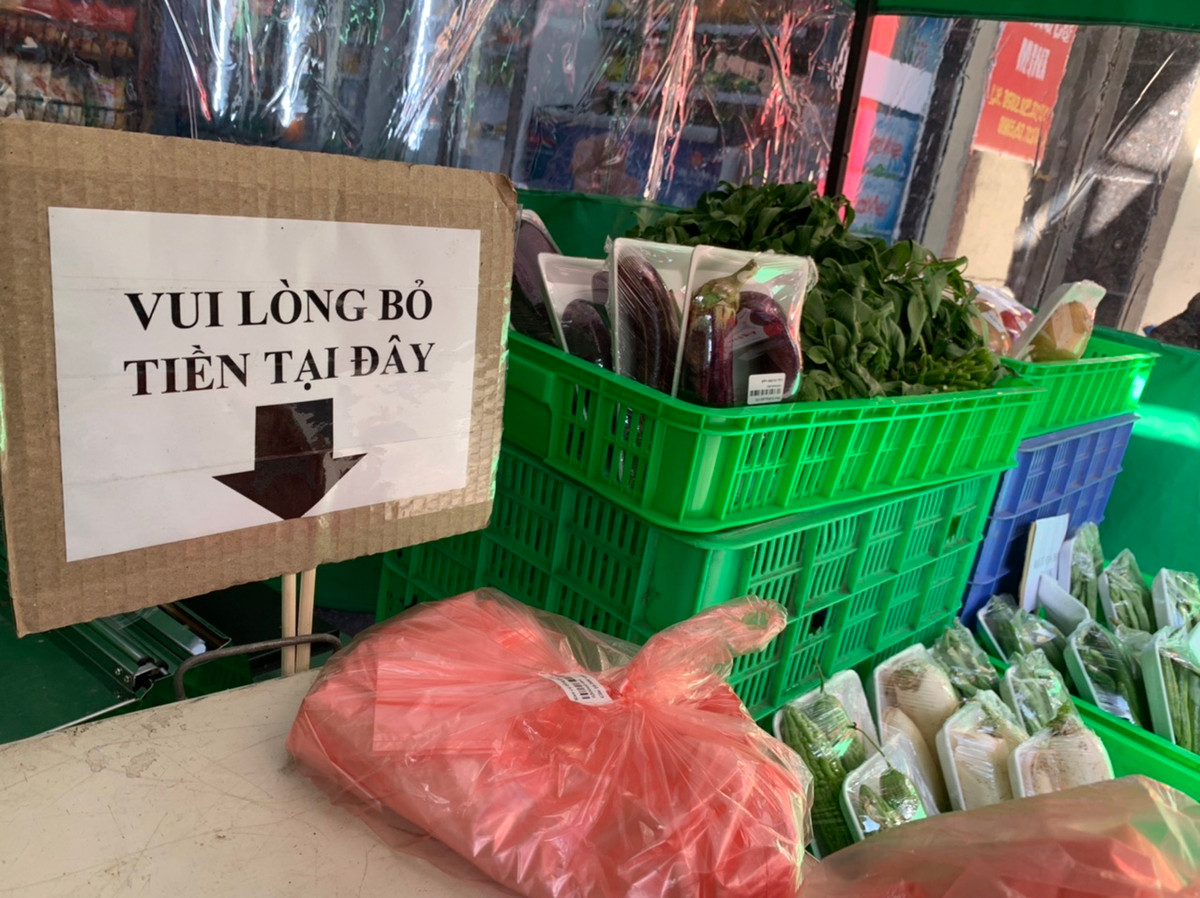 VUI LÒNG BỎ
TIỀN TẠI ĐÂY